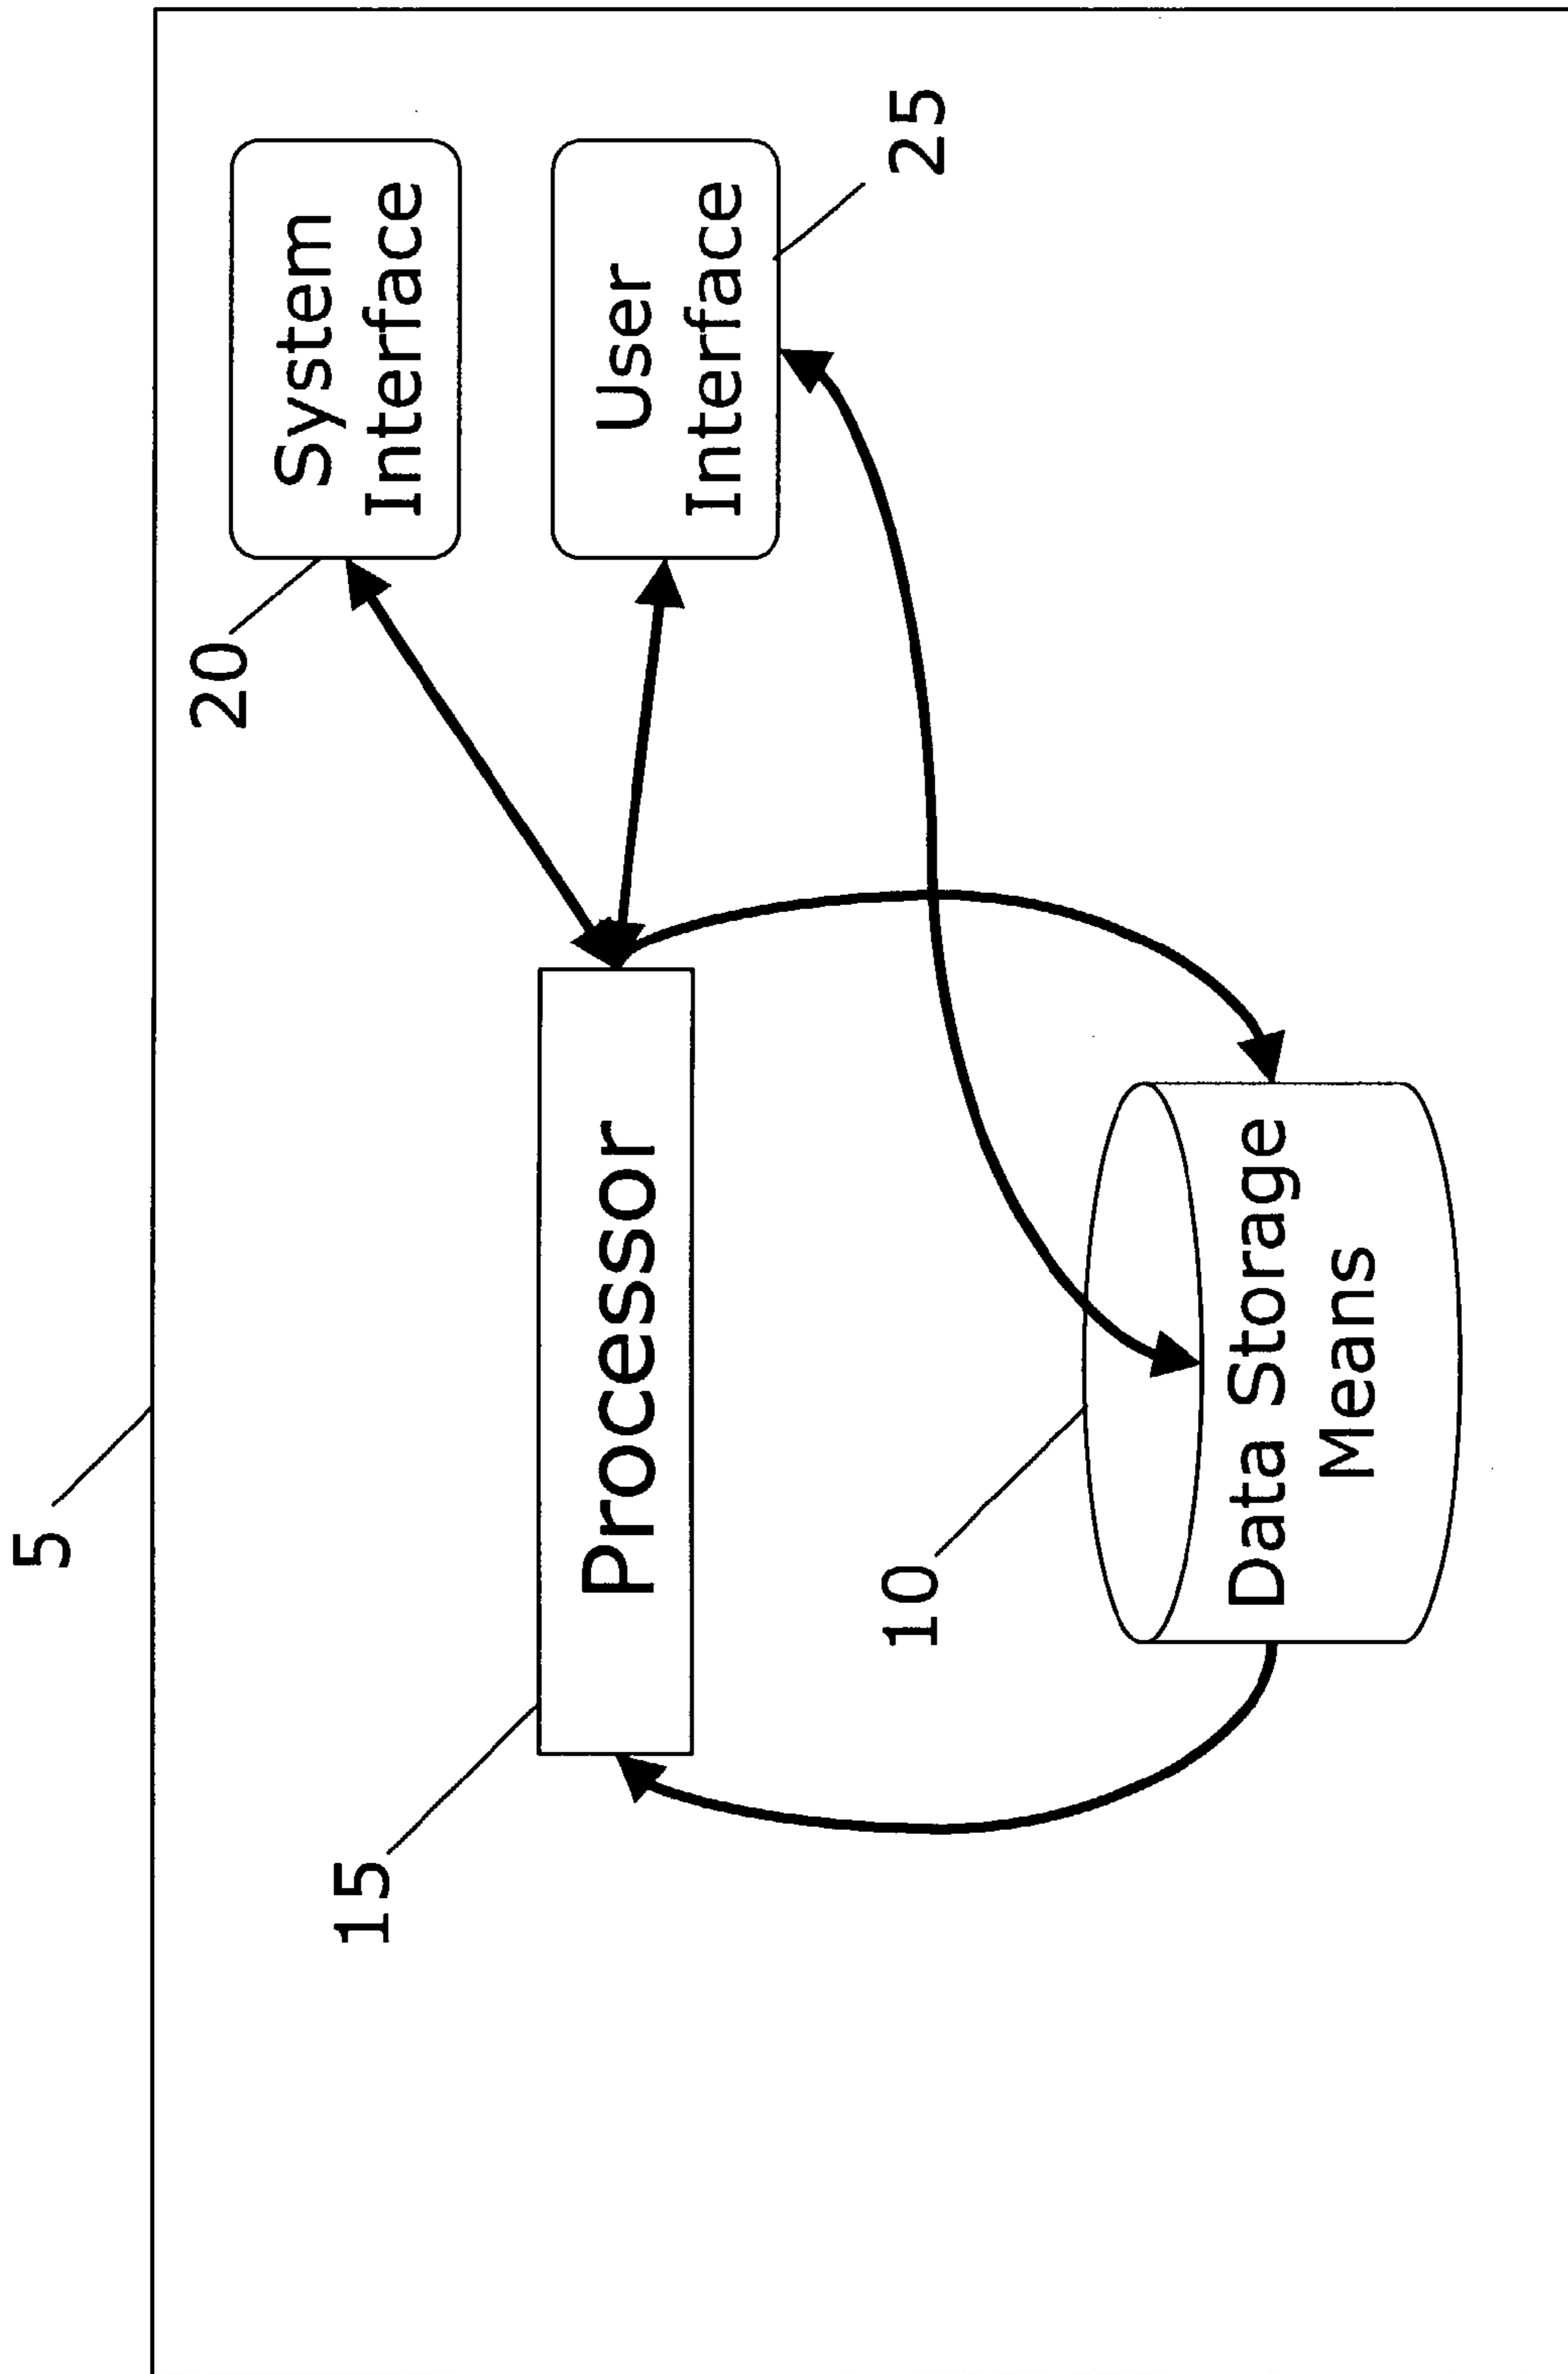 5
15
Processor
20
System
Interface
User
Interface
25
10
Data Storage
Means